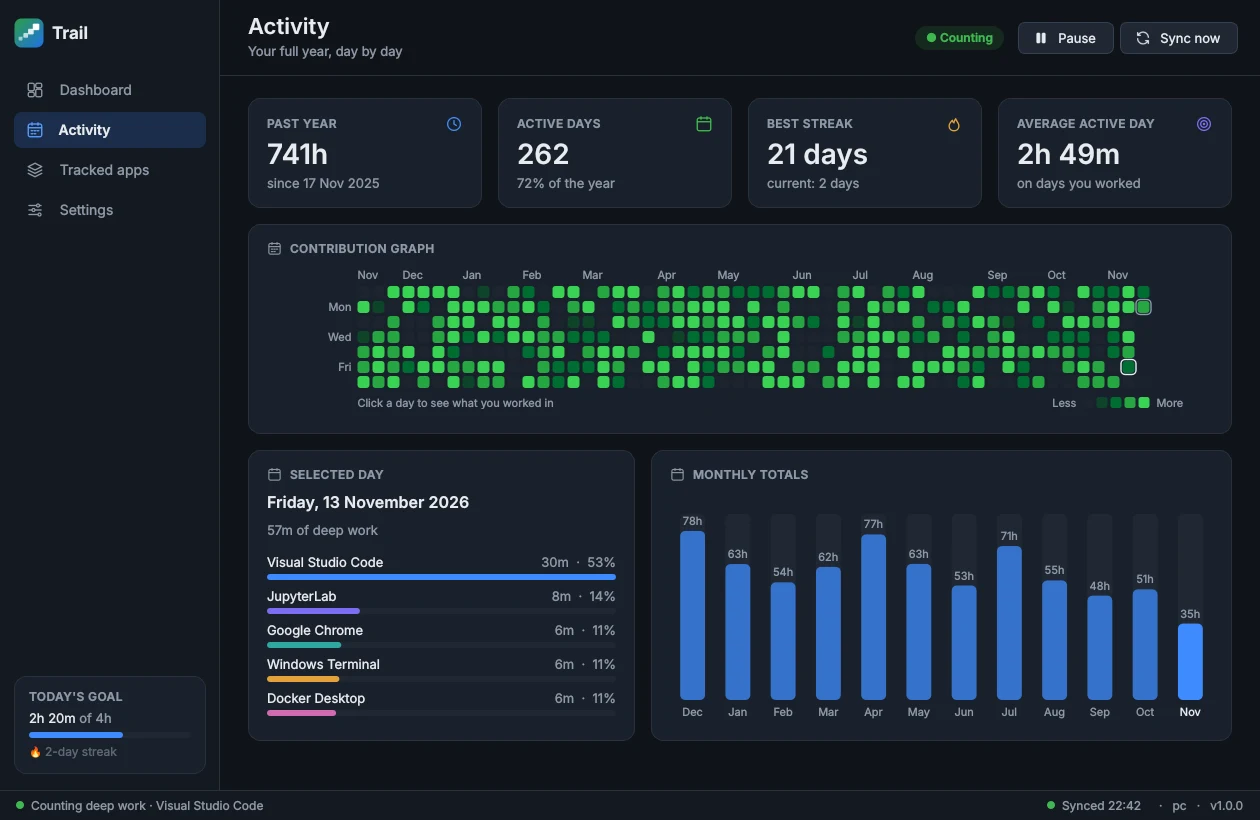 Trail
Dashboard
Activity
Tracked apps
Settings
TODAY'S GOAL
2h 20m of 4h
🔥 2-day streak
Activity
Your full year, day by day
Counting
Pause
Sync now
PAST YEAR
741h
since 17 Nov 2025
ACTIVE DAYS
262
72% of the year
BEST STREAK
21 days
current: 2 days
AVERAGE ACTIVE DAY
2h 49m
on days you worked
CONTRIBUTION GRAPH
Nov Dec Jan Feb Mar Apr May Jun Jul Aug Sep Oct Nov
Mon
Wed
Fri
Click a day to see what you worked in
Less More
SELECTED DAY
Friday, 13 November 2026
57m of deep work
Visual Studio Code 30m · 53%
JupyterLab 8m · 14%
Google Chrome 6m · 11%
Windows Terminal 6m · 11%
Docker Desktop 6m · 11%
MONTHLY TOTALS
78h 63h 54h 62h 77h 63h 53h 71h 55h 48h 51h 35h
Dec Jan Feb Mar Apr May Jun Jul Aug Sep Oct Nov
Counting deep work · Visual Studio Code
Synced 22:42 · pc · v1.0.0